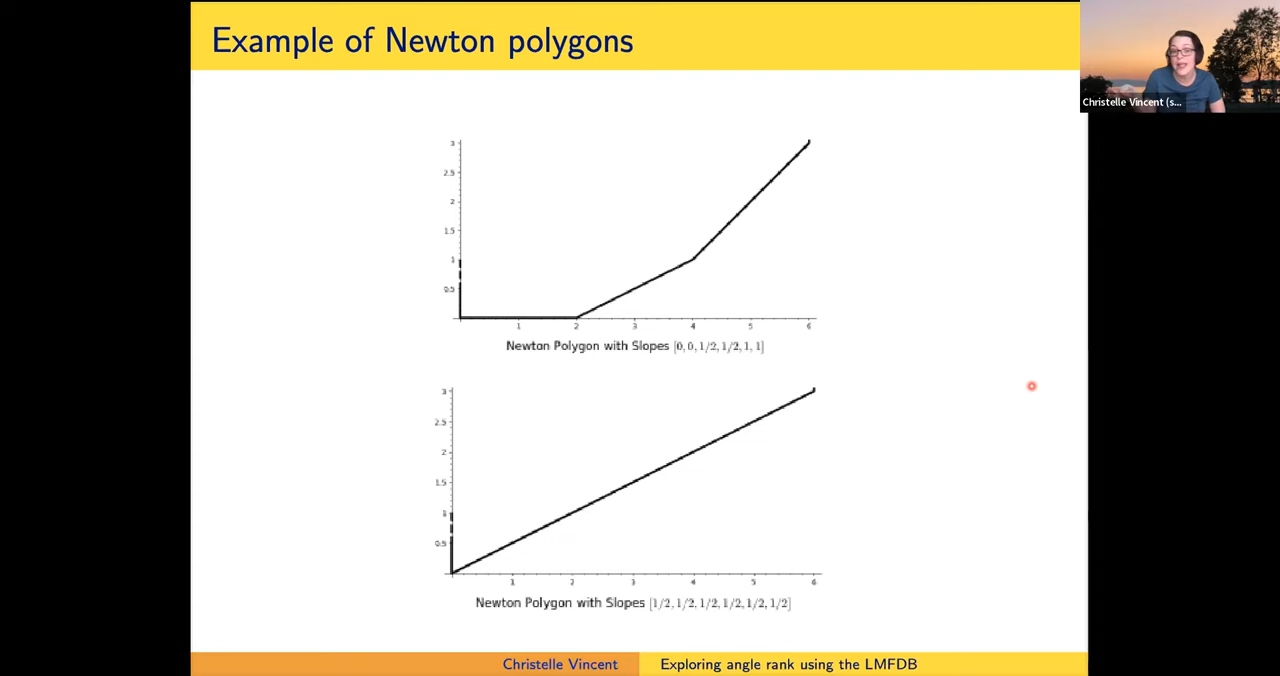 Example of Newton polygons
Christelle Vincent (s...
3
2.5
2
1.5
1
0.5
1 2 3 4 5 6
Newton Polygon with Slopes [0, 0, 1/2, 1/2, 1, 1]
3
2.5
2
1.5
1
0.5
1 2 3 4 5 6
Newton Polygon with Slopes [1/2, 1/2, 1/2, 1/2, 1/2, 1/2]
Christelle Vincent Exploring angle rank using the LMFDB